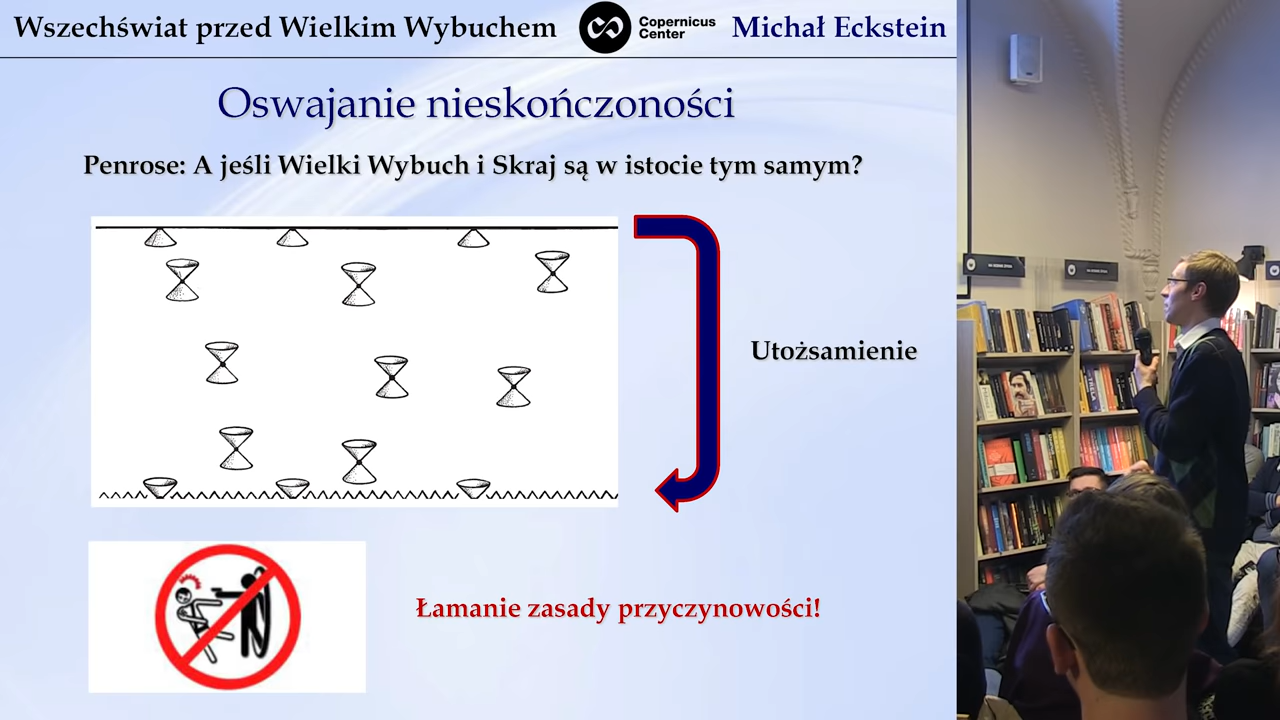 Wszechświat przed Wielkim Wybuchem
Copernicus
Center
Michał Eckstein
Oswajanie nieskończoności
Penrose: A jeśli Wielki Wybuch i Skraj są w istocie tym samym?
Utożsamienie
Łamanie zasady przyczynowości!